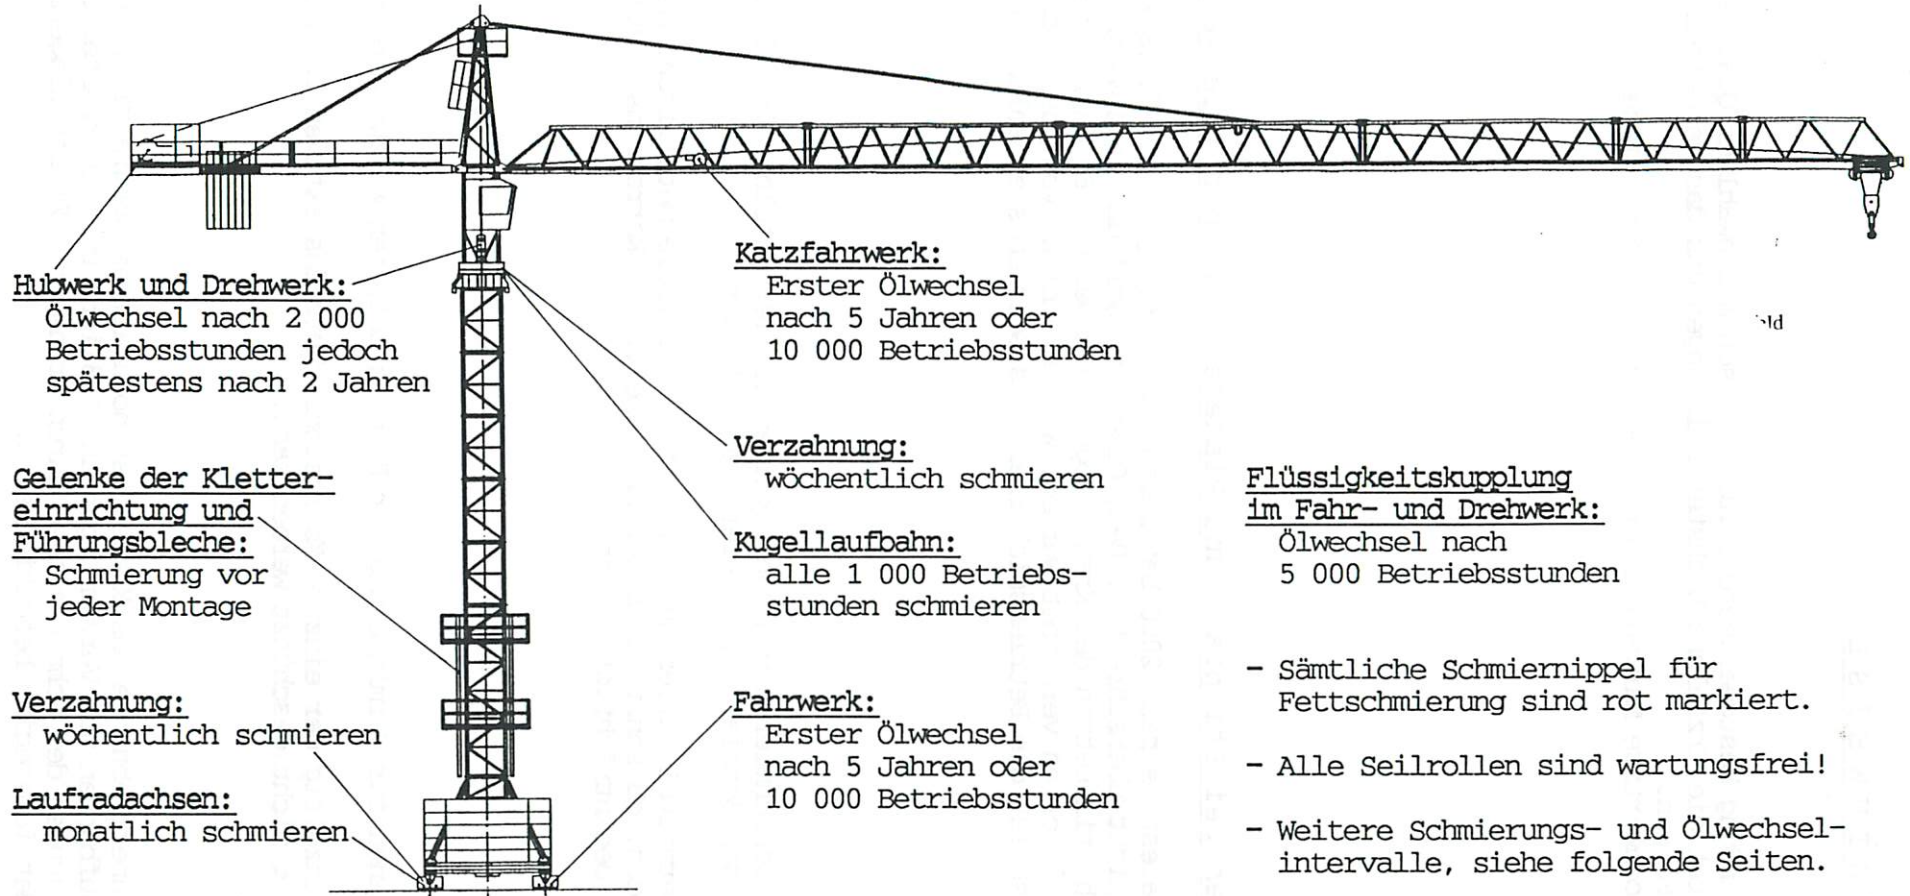 Hubwerk und Drehwerk:
Ölwechsel nach 2 000
Betriebsstunden jedoch
spätestens nach 2 Jahren
Katzfahrwerk:
Erster Ölwechsel
nach 5 Jahren oder
10 000 Betriebsstunden
Verzahnung:
wöchentlich schmieren
Gelenke der Kletter-
einrichtung und
Führungsbleche:
Schmierung vor
jeder Montage
Kugellaufbahn:
alle 1 000 Betriebs-
stunden schmieren
Flüssigkeitskupplung
im Fahr- und Drehwerk:
Ölwechsel nach
5 000 Betriebsstunden
Verzahnung:
wöchentlich schmieren
Laufradachsen:
monatlich schmieren
Fahrwerk:
Erster Ölwechsel
nach 5 Jahren oder
10 000 Betriebsstunden
- Sämtliche Schmiernippel für
Fettschmierung sind rot markiert.
- Alle Seilrollen sind wartungsfrei!
- Weitere Schmierungs- und Ölwechsel-
intervalle, siehe folgende Seiten.